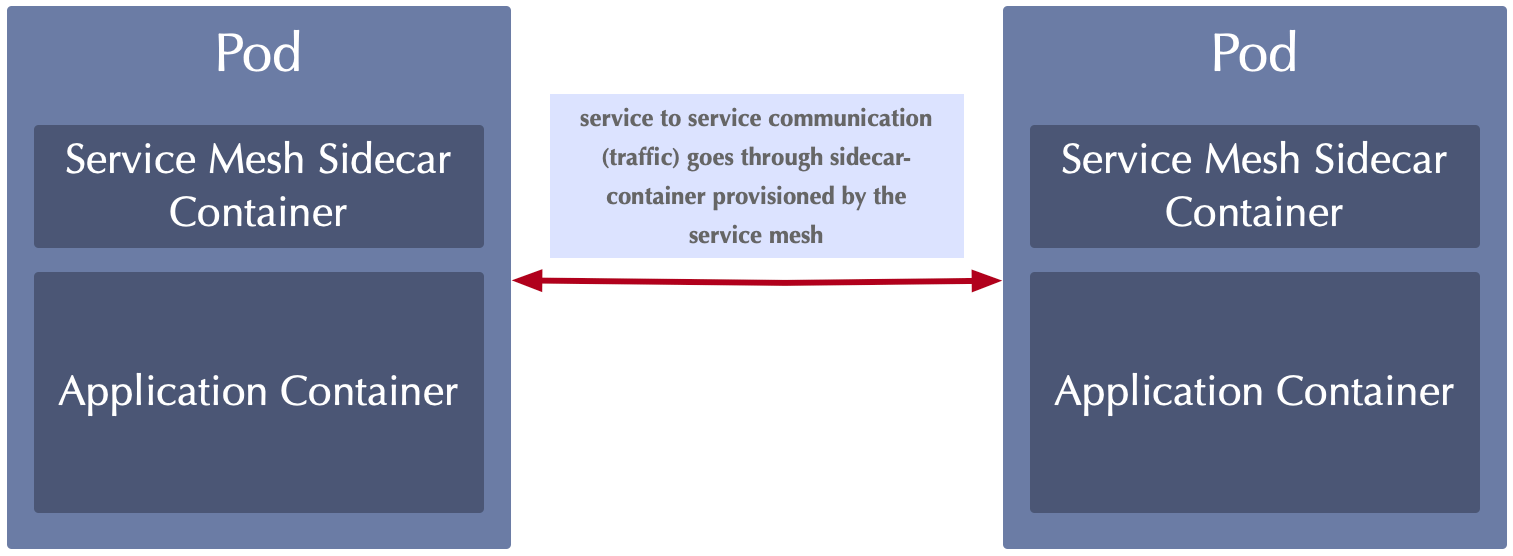 Pod
Service Mesh Sidecar
Container
Application Container
service to service communication
(traffic) goes through sidecar-
container provisioned by the
service mesh
Pod
Service Mesh Sidecar
Container
Application Container